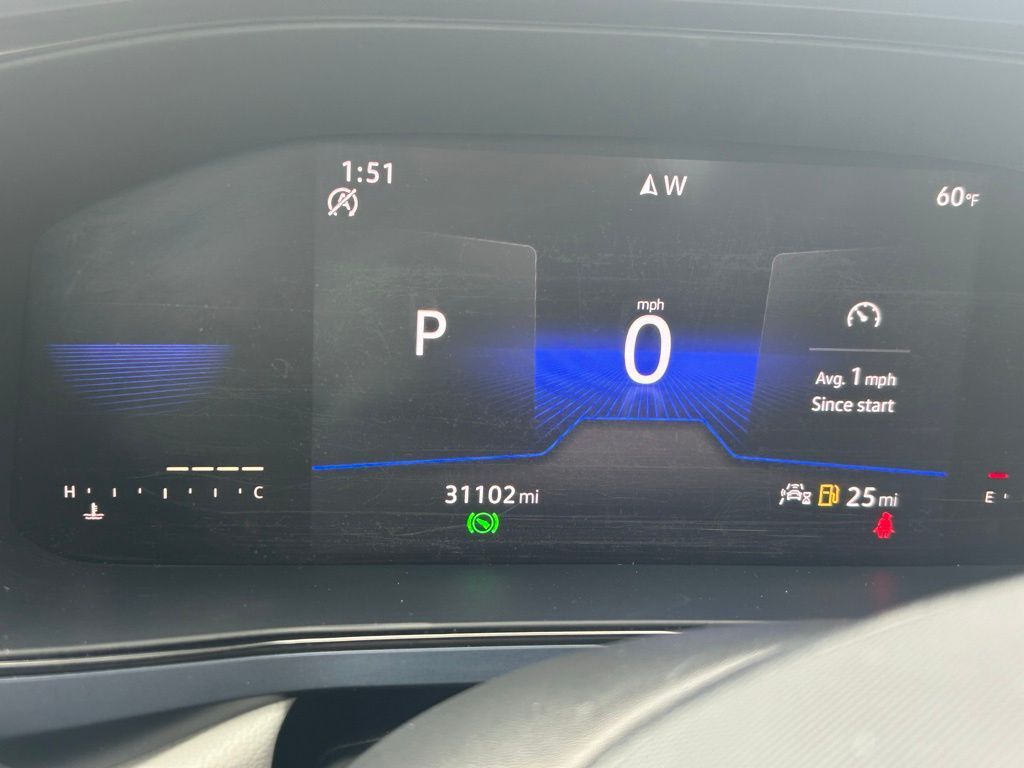 1:51
W
60°F
mph
P
0
Avg. 1 mph
Since start
H
C
31102 mi
25 mi
E